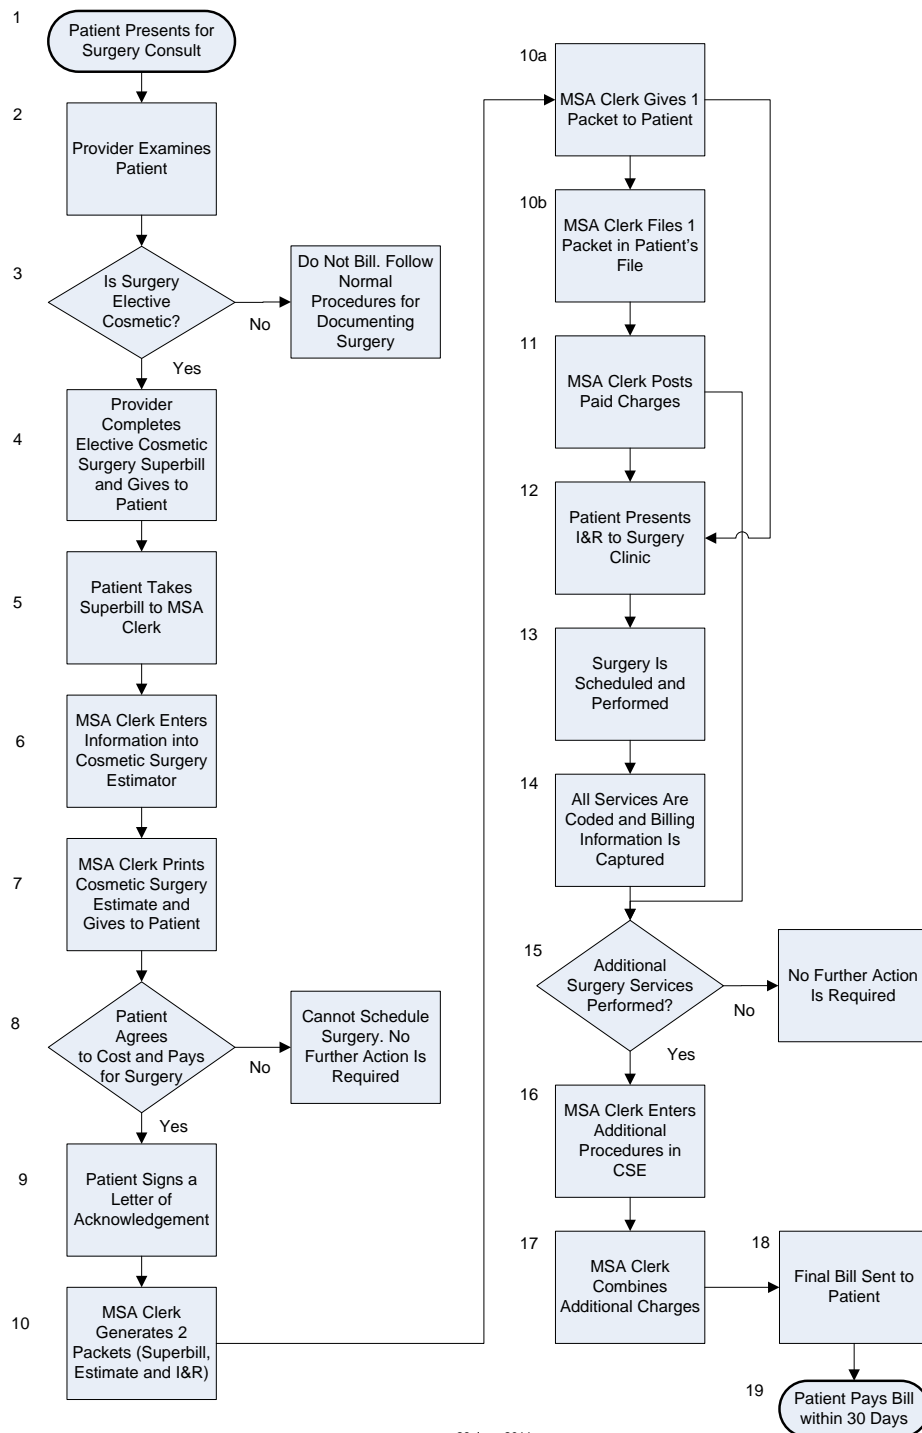 1
Patient Presents for
Surgery Consult
2
Provider Examines
Patient
3
Is Surgery
Elective
Cosmetic?
No
Do Not Bill. Follow
Normal
Procedures for
Documenting
Surgery
Yes
4
Provider
Completes
Elective Cosmetic
Surgery Superbill
and Gives to
Patient
5
Patient Takes
Superbill to MSA
Clerk
6
MSA Clerk Enters
Information into
Cosmetic Surgery
Estimator
7
MSA Clerk Prints
Cosmetic Surgery
Estimate and
Gives to Patient
8
Patient
Agrees
to Cost and Pays
for Surgery
No
Cannot Schedule
Surgery. No
Further Action Is
Required
Yes
9
Patient Signs a
Letter of
Acknowledgement
10
MSA Clerk
Generates 2
Packets (Superbill,
Estimate and I&R)
10a
MSA Clerk Gives 1
Packet to Patient
10b
MSA Clerk Files 1
Packet in Patient's
File
11
MSA Clerk Posts
Paid Charges
12
Patient Presents
I&R to Surgery
Clinic
13
Surgery Is
Scheduled and
Performed
14
All Services Are
Coded and Billing
Information Is
Captured
15
Additional
Surgery Services
Performed?
No
No Further Action
Is Required
Yes
16
MSA Clerk Enters
Additional
Procedures in
CSE
17
MSA Clerk
Combines
Additional Charges
18
Final Bill Sent to
Patient
19
Patient Pays Bill
within 30 Days